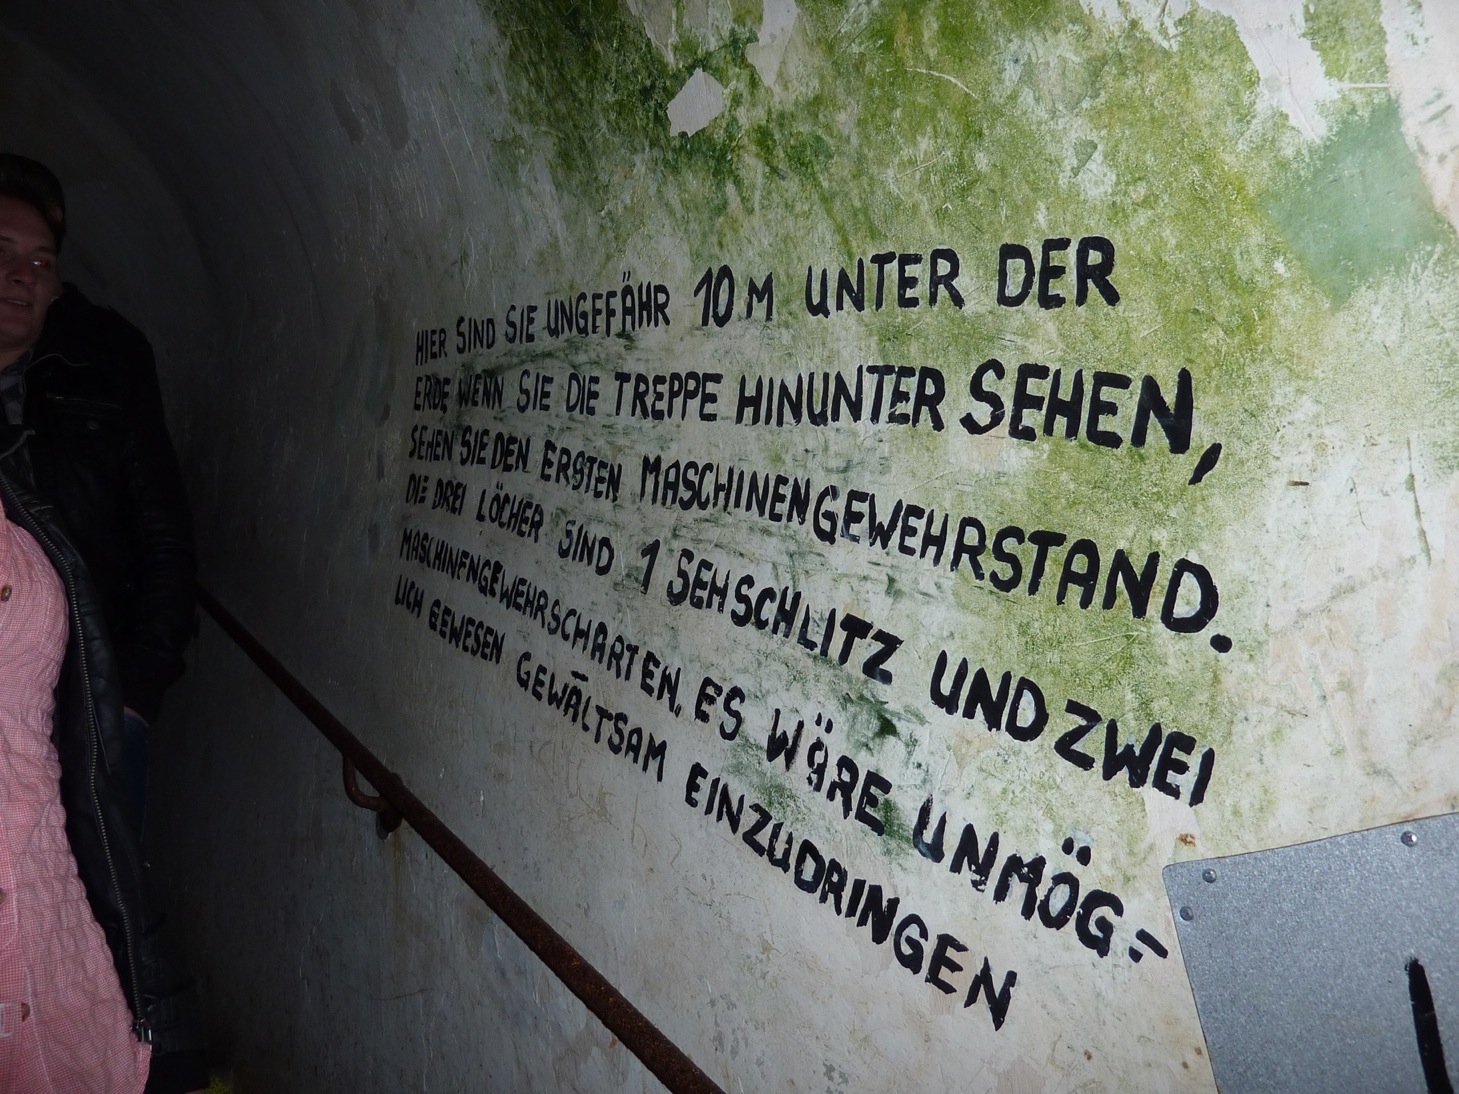 HIER SIND SIE UNGEFÄHR 10 M UNTER DER
ERDE WENN SIE DIE TREPPE HINUNTER SEHEN,
SEHEN SIE DEN ERSTEN MASCHINENGEWEHRSTAND.
DIE DREI LÖCHER SIND 1 SEHSCHLITZ UND ZWEI
MASCHINENGEWEHRSCHARTEN. ES WÄRE UNMÖG-
LICH GEWESEN GEWALTSAM EINZUDRINGEN